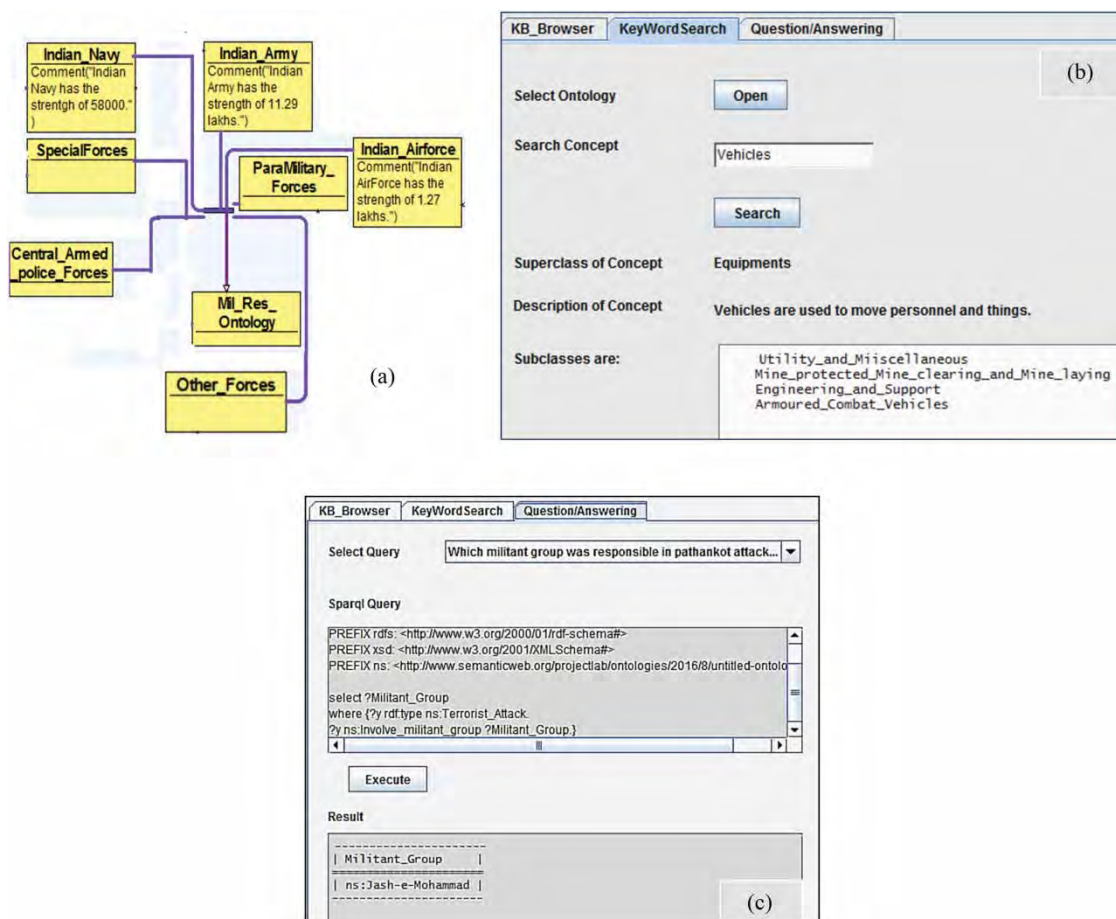 Indian_Navy
Comment("Indian
Navy has the
strentgh of 58000."
)
Indian_Army
Comment("Indian
Army has the
strength of 11.29
lakhs.")
SpecialForces
ParaMilitary_
Forces
Indian_Airforce
Comment("Indian
AirForce has the
strength of 1.27
lakhs.")
Central_Armed
_police_Forces
Mil_Res_
Ontology
Other_Forces
(a)
KB_Browser KeyWordSearch Question/Answering
(b)
Select Ontology Open
Search Concept Vehicles
Search
Superclass of Concept Equipments
Description of Concept Vehicles are used to move personnel and things.
Subclasses are: Utility_and_Miiscellaneous
Mine_protected_Mine_clearing_and_Mine_laying
Engineering_and_Support
Armoured_Combat_Vehicles
KB_Browser KeyWordSearch Question/Answering
Select Query Which militant group was responsible in pathankot attack...
Sparql Query
PREFIX rdfs: <http://www.w3.org/2000/01/rdf-schema#>
PREFIX xsd: <http://www.w3.org/2001/XMLSchema#>
PREFIX ns: <http://www.semanticweb.org/projectlab/ontologies/2016/8/untitled-ontolo
select ?Militant_Group
where {?y rdf:type ns:Terrorist_Attack.
?y ns:Involve_militant_group ?Militant_Group.}
Execute
Result
| Militant_Group |
| ns:Jash-e-Mohammad |
(c)